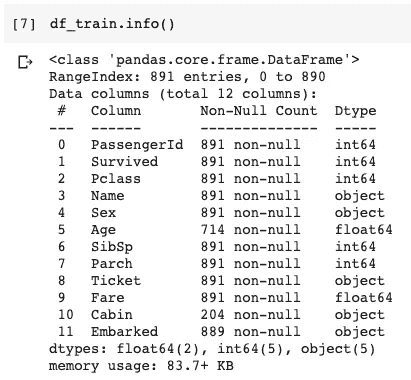 [7] df_train.info()
<class 'pandas.core.frame.DataFrame'>
RangeIndex: 891 entries, 0 to 890
Data columns (total 12 columns):
 #   Column       Non-Null Count  Dtype
---  ------       --------------  -----
 0   PassengerId  891 non-null    int64
 1   Survived     891 non-null    int64
 2   Pclass       891 non-null    int64
 3   Name         891 non-null    object
 4   Sex          891 non-null    object
 5   Age          714 non-null    float64
 6   SibSp        891 non-null    int64
 7   Parch        891 non-null    int64
 8   Ticket       891 non-null    object
 9   Fare         891 non-null    float64
 10  Cabin        204 non-null    object
 11  Embarked     889 non-null    object
dtypes: float64(2), int64(5), object(5)
memory usage: 83.7+ KB